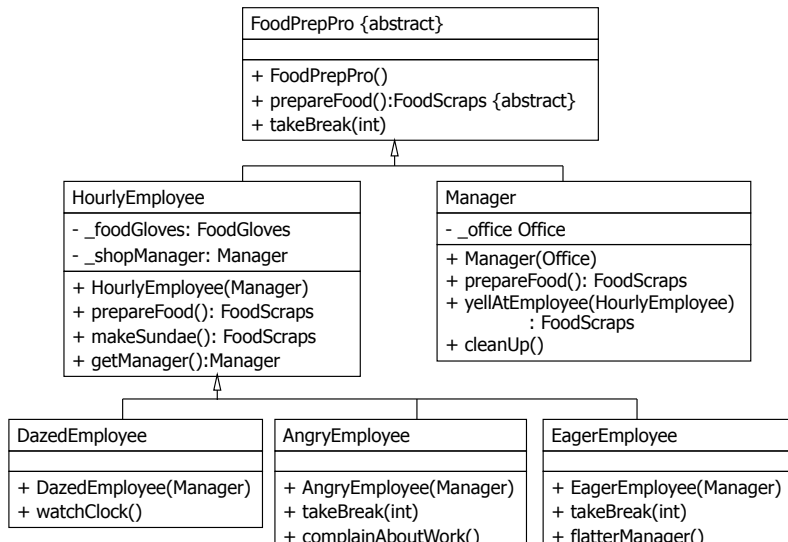 FoodPrepPro {abstract}
+ FoodPrepPro()
+ prepareFood():FoodScraps {abstract}
+ takeBreak(int)
HourlyEmployee
- _foodGloves: FoodGloves
- _shopManager: Manager
+ HourlyEmployee(Manager)
+ prepareFood(): FoodScraps
+ makeSundae(): FoodScraps
+ getManager():Manager
Manager
- _office Office
+ Manager(Office)
+ prepareFood(): FoodScraps
+ yellAtEmployee(HourlyEmployee)
: FoodScraps
+ cleanUp()
DazedEmployee
+ DazedEmployee(Manager)
+ watchClock()
AngryEmployee
+ AngryEmployee(Manager)
+ takeBreak(int)
+ complainAboutWork()
EagerEmployee
+ EagerEmployee(Manager)
+ takeBreak(int)
+ flatterManager()